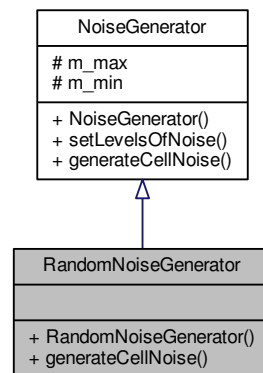 NoiseGenerator
# m_max
# m_min
+ NoiseGenerator()
+ setLevelsOfNoise()
+ generateCellNoise()
RandomNoiseGenerator
+ RandomNoiseGenerator()
+ generateCellNoise()